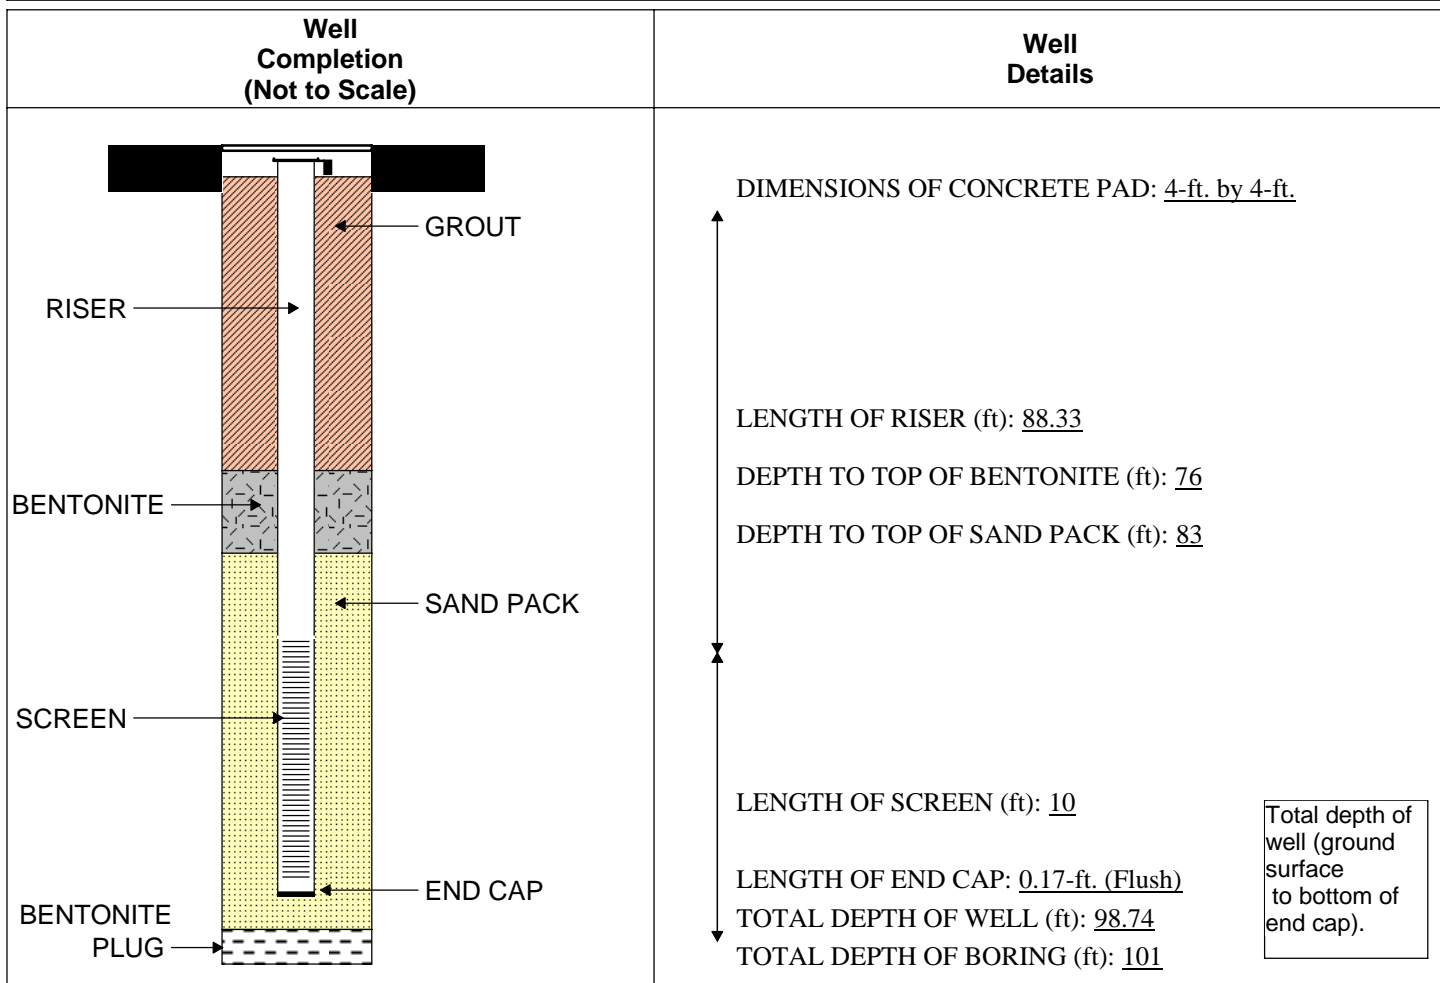 Well
Completion
(Not to Scale)
Well
Details
GROUT
RISER
BENTONITE
SAND PACK
SCREEN
END CAP
BENTONITE
PLUG
DIMENSIONS OF CONCRETE PAD: 4-ft. by 4-ft.
LENGTH OF RISER (ft): 88.33
DEPTH TO TOP OF BENTONITE (ft): 76
DEPTH TO TOP OF SAND PACK (ft): 83
LENGTH OF SCREEN (ft): 10
LENGTH OF END CAP: 0.17-ft. (Flush)
TOTAL DEPTH OF WELL (ft): 98.74
TOTAL DEPTH OF BORING (ft): 101
Total depth of
well (ground
surface
to bottom of
end cap).